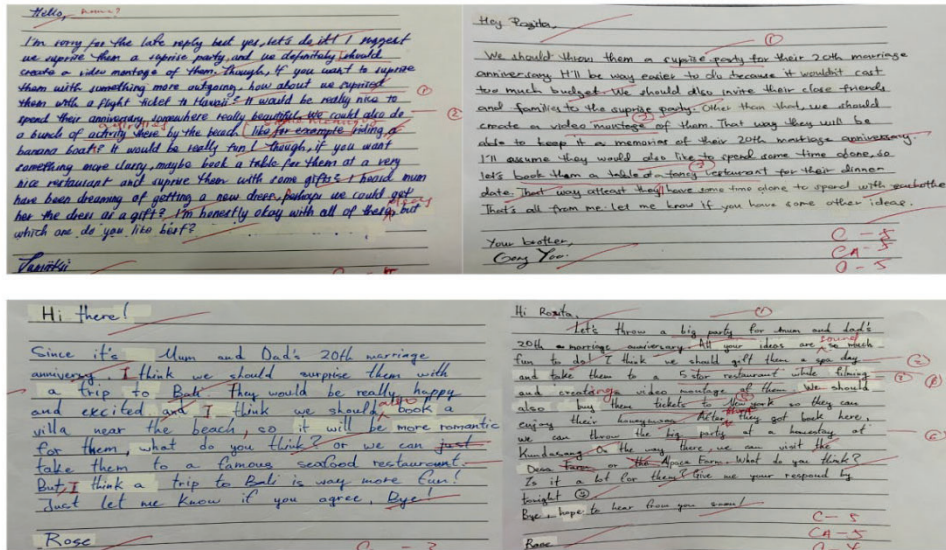 Hello,
I'm sorry for the late reply but yes, let's do it! I suggest
we suprise them a suprise party, and we definitely should
create a video montage of them. Though, if you want to suprise
them with something more outgoing, how about we suprised
them with a flight ticket to Hawaii? It would be really nice to
spend their anniversary somewhere really beautiful. We could also do
a bunch of activity there by the beach, like for example riding a
banana boat? It would be really fun! Though, if you want
something more classy, maybe book a table for them at a very
nice restaurant and suprise them with some gifts. I heard mum
have been dreaming of getting a new dress, perhaps we could get
her the dress as a gift? I'm honestly okay with all of these but
which one do you like best?
Hey Rozita,
①
We should throw them a suprise party for their 20th marriage
anniversary. It'll be way easier to do because it wouldn't cost
too much budget. We should also invite their close friends
and families to the suprise party. Other than that, we should
create a video montage of them. That way they will be
able to keep it a memories of their 20th marriage anniversary.
I'll assume they would also like to spend some time alone, so
let's book them a table at a fancy restaurant for their dinner
date. That way atleast they have some time alone to spend with eachother
That's all from me. let me know if you have some other ideas.
Your brother,
Gong Yoo.
C - 5
CA - 5
O - 5
Hi there!
Since it's Mum and Dad's 20th marriage
anniversy I think we should surprise them with
a trip to Bali. They would be really happy
and excited and I think we should also book a
villa near the beach, so it will be more romantic
for them, what do you think? or we can just
take them to a famous seafood restaurount.
But, I think a trip to Bali is way more fun!
Just let me know if you agree, Bye!
Rose
Hi Rozita,
①
Let's throw a big party for mum and dad's
20th marriage anniversary. All your ideas are so much
fun to do! I think we should gift them a spa day
and take them to a 5 star restaurant while filming
and creating a video montage of them. We should
also buy them tickets to New York so they can
enjoy their honeymoon. After they got back here,
we can throw the big party at a homestay at
Kundasang. On the way there, we can visit the
Desa Farm or the Alpaca Farm. What do you think?
Is it a lot for them? Give me your respond by
tonight
Bye, hope to hear from you soon!
Rose
C - 5
CA - 5